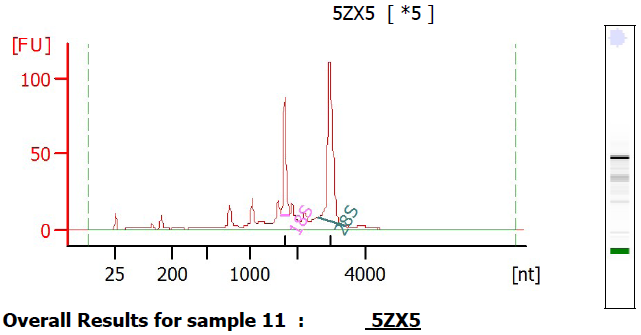 5ZX5 [ *5 ]
[FU]
100
50
0
18S
28S
25 200 1000 4000 [nt]
Overall Results for sample 11 : 5ZX5